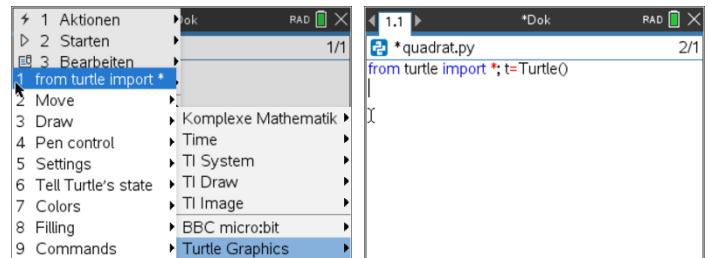 1 Aktionen
ok
RAD
2 Starten
1/1
3 Bearbeiten
1 from turtle import *
2 Move
3 Draw
4 Pen control
5 Settings
6 Tell Turtle's state
7 Colors
8 Filling
9 Commands
Komplexe Mathematik
Time
TI System
TI Draw
TI Image
BBC micro:bit
Turtle Graphics
1.1
*Dok
RAD
*quadrat.py
2/1
from turtle import *; t=Turtle()